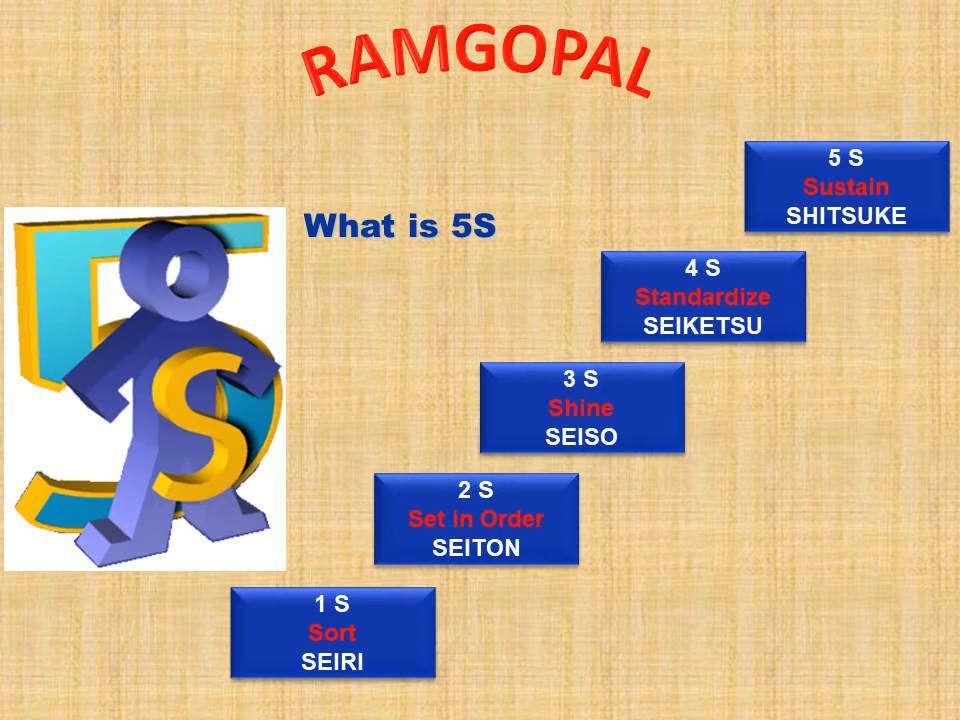 RAMGOPAL
What is 5S
5 S
Sustain
SHITSUKE
4 S
Standardize
SEIKETSU
3 S
Shine
SEISO
2 S
Set in Order
SEITON
1 S
Sort
SEIRI
5
S